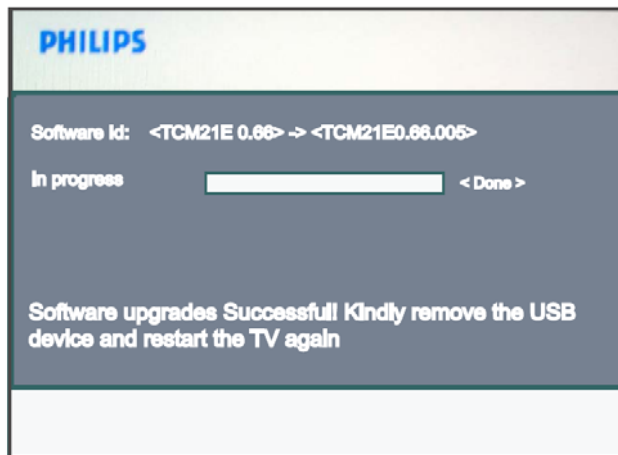 PHILIPS
Software Id: <TCM21E 0.66> -> <TCM21E0.66.005>
In progress < Done >
Software upgrades Successful! Kindly remove the USB
device and restart the TV again